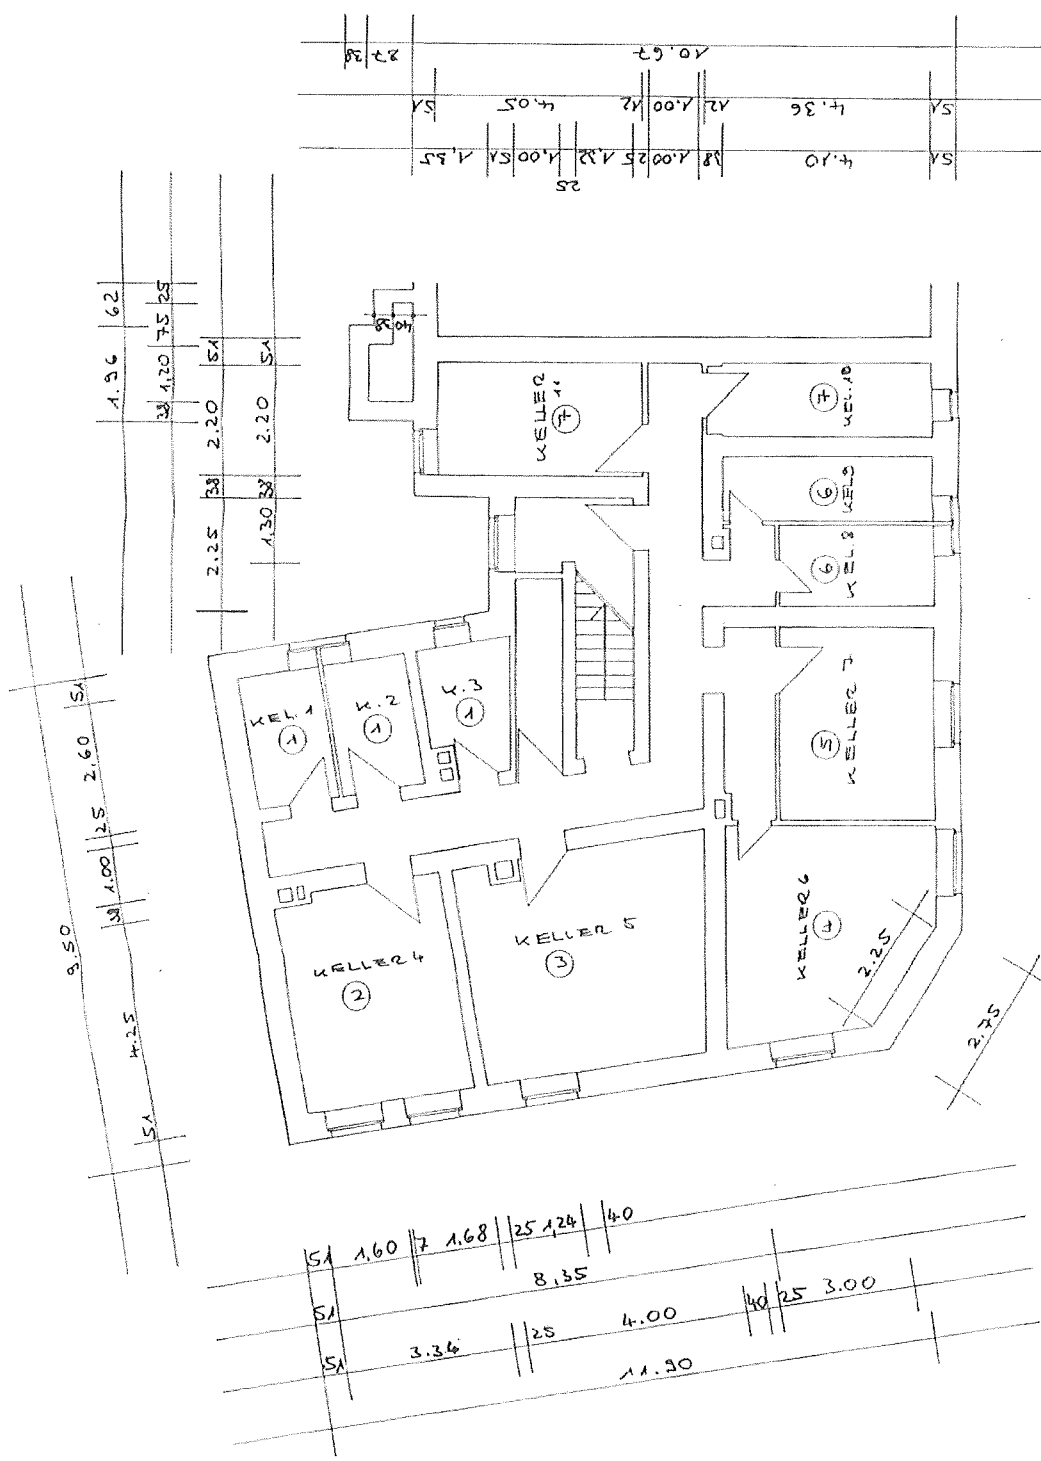 38 27 10.67
51 4.05 12 1.00 12 4.36 51
1,35 51 1,00 1,32 25 1.00 38 4.10 51
25
62 1.96
25 75 1,20 38
51 2.20 38 2.25
51 2.20 38 1,30
KELLER 11
7
KEL.10
7
KEL 9
6
KEL 8
6
KELLER 7
5
KELLER 6
4
KEL. 1
1
K. 2
1
K. 3
1
KELLER 4
2
KELLER 5
3
2.25
2.75
51 2.60 25 1.00 38 4.25 51
9.50
51 1,60 7 1,68 25 1,24 40
51 8,35
51 3.34 25 4.00 40 25 3.00
11.90